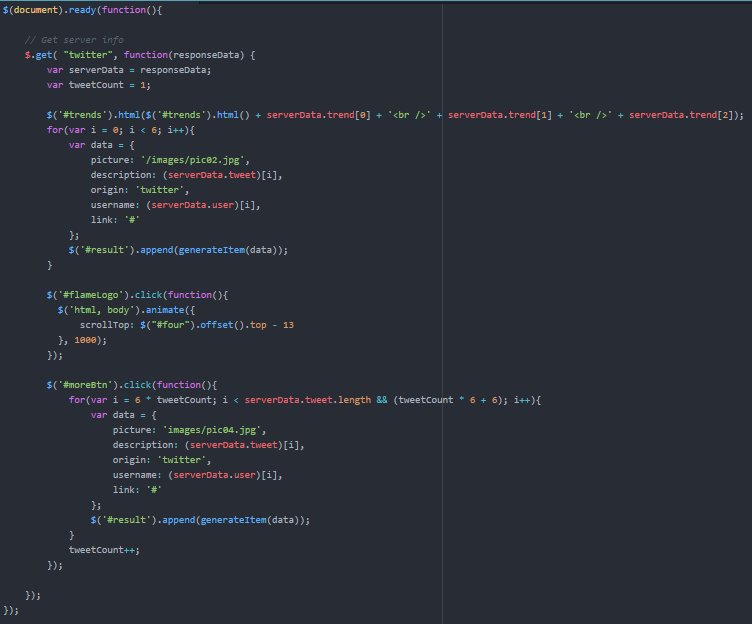 $(document).ready(function(){
// Get server info
$.get( "twitter", function(responseData) {
var serverData = responseData;
var tweetCount = 1;
$('#trends').html($('#trends').html() + serverData.trend[0] + '<br />' + serverData.trend[1] + '<br />' + serverData.trend[2]);
for(var i = 0; i < 6; i++){
var data = {
picture: '/images/pic02.jpg',
description: (serverData.tweet)[i],
origin: 'twitter',
username: (serverData.user)[i],
link: '#'
};
$('#result').append(generateItem(data));
}
$('#flameLogo').click(function(){
$('html, body').animate({
scrollTop: $("#four").offset().top - 13
}, 1000);
});
$('#moreBtn').click(function(){
for(var i = 6 * tweetCount; i < serverData.tweet.length && (tweetCount * 6 + 6); i++){
var data = {
picture: 'images/pic04.jpg',
description: (serverData.tweet)[i],
origin: 'twitter',
username: (serverData.user)[i],
link: '#'
};
$('#result').append(generateItem(data));
}
tweetCount++;
});
});
});